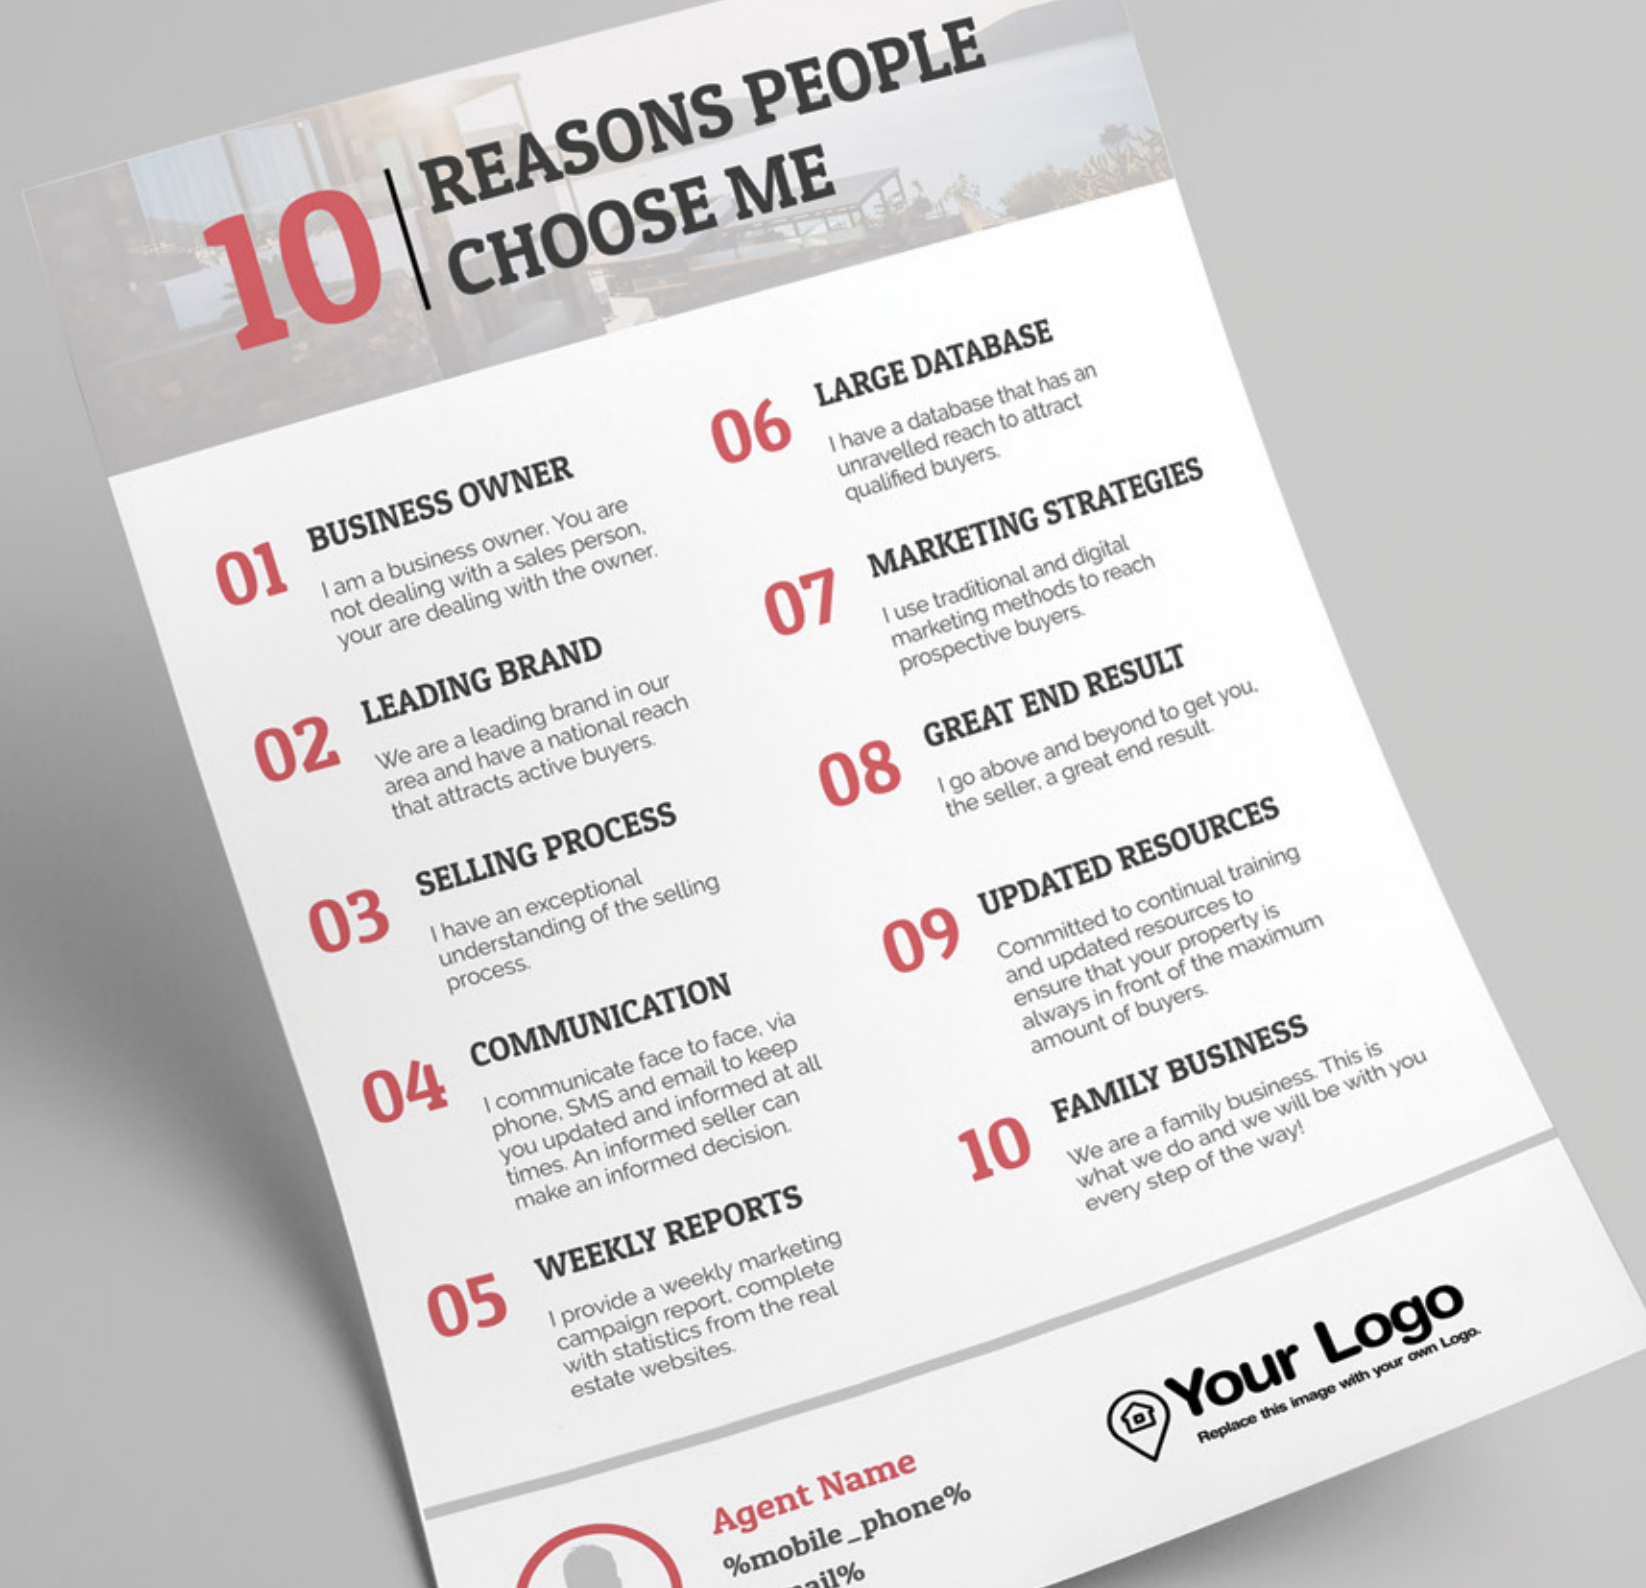 10
REASONS PEOPLE
CHOOSE ME
01
BUSINESS OWNER
I am a business owner. You are
not dealing with a sales person,
your are dealing with the owner.
02
LEADING BRAND
We are a leading brand in our
area and have a national reach
that attracts active buyers.
03
SELLING PROCESS
I have an exceptional
understanding of the selling
process.
04
COMMUNICATION
I communicate face to face, via
phone, SMS and email to keep
you updated and informed at all
times. An informed seller can
make an informed decision.
05
WEEKLY REPORTS
I provide a weekly marketing
campaign report, complete
with statistics from the real
estate websites.
06
LARGE DATABASE
I have a database that has an
unravelled reach to attract
qualified buyers.
07
MARKETING STRATEGIES
I use traditional and digital
marketing methods to reach
prospective buyers.
08
GREAT END RESULT
I go above and beyond to get you,
the seller, a great end result.
09
UPDATED RESOURCES
Committed to continual training
and updated resources to
ensure that your property is
always in front of the maximum
amount of buyers.
10
FAMILY BUSINESS
We are a family business. This is
what we do and we will be with you
every step of the way!
Agent Name
%mobile_phone%
Your Logo
Replace this image with your own Logo.